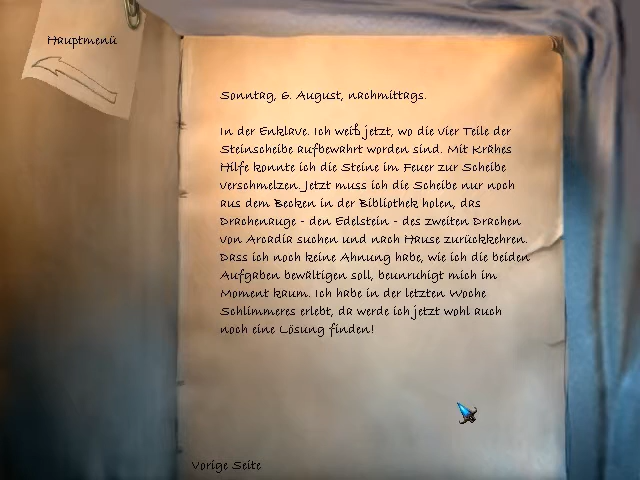 Hauptmenü
Sonntag, 6. August, nachmittags.
In der Enklave. Ich weiß jetzt, wo die vier Teile der
Steinscheibe aufbewahrt worden sind. Mit Krähes
Hilfe konnte ich die Steine im Feuer zur Scheibe
verschmelzen. Jetzt muss ich die Scheibe nur noch
aus dem Becken in der Bibliothek holen, das
Drachenauge - den Edelstein - des zweiten Drachen
von Arcadia suchen und nach Hause zurückkehren.
Dass ich noch keine Ahnung habe, wie ich die beiden
Aufgaben bewältigen soll, beunruhigt mich im
Moment kaum. Ich habe in der letzten Woche
Schlimmeres erlebt, da werde ich jetzt wohl auch
noch eine Lösung finden!
Vorige Seite